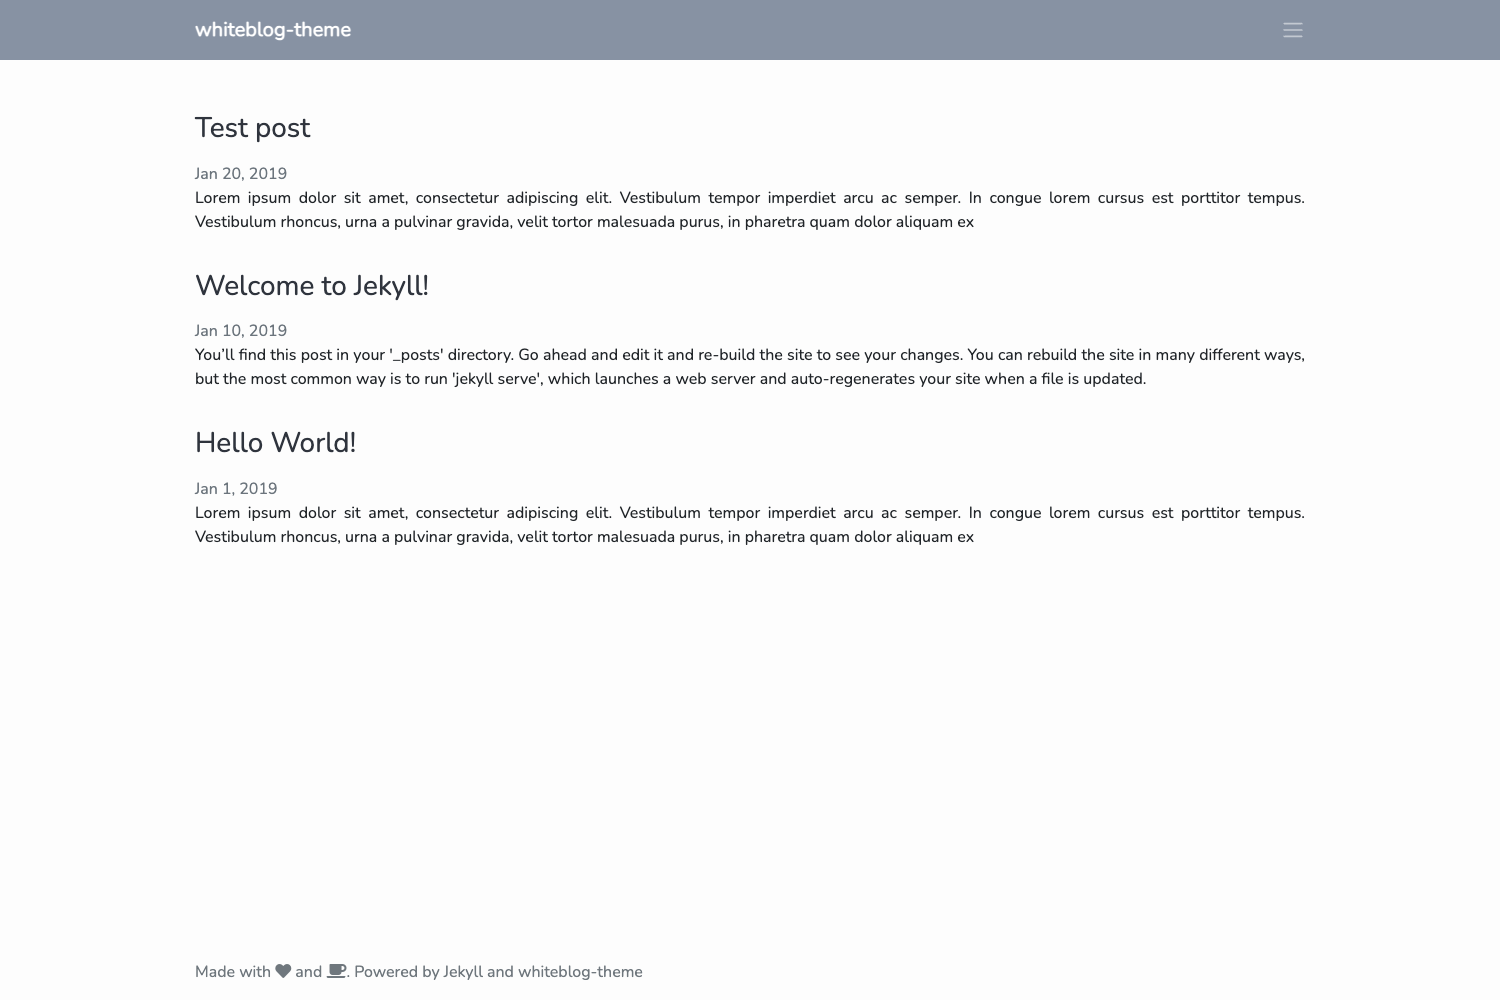 whiteblog-theme
Test post
Jan 20, 2019
Lorem ipsum dolor sit amet, consectetur adipiscing elit. Vestibulum tempor imperdiet arcu ac semper. In congue lorem cursus est porttitor tempus.
Vestibulum rhoncus, urna a pulvinar gravida, velit tortor malesuada purus, in pharetra quam dolor aliquam ex
Welcome to Jekyll!
Jan 10, 2019
You’ll find this post in your '_posts' directory. Go ahead and edit it and re-build the site to see your changes. You can rebuild the site in many different ways,
but the most common way is to run 'jekyll serve', which launches a web server and auto-regenerates your site when a file is updated.
Hello World!
Jan 1, 2019
Lorem ipsum dolor sit amet, consectetur adipiscing elit. Vestibulum tempor imperdiet arcu ac semper. In congue lorem cursus est porttitor tempus.
Vestibulum rhoncus, urna a pulvinar gravida, velit tortor malesuada purus, in pharetra quam dolor aliquam ex
Made with and . Powered by Jekyll and whiteblog-theme